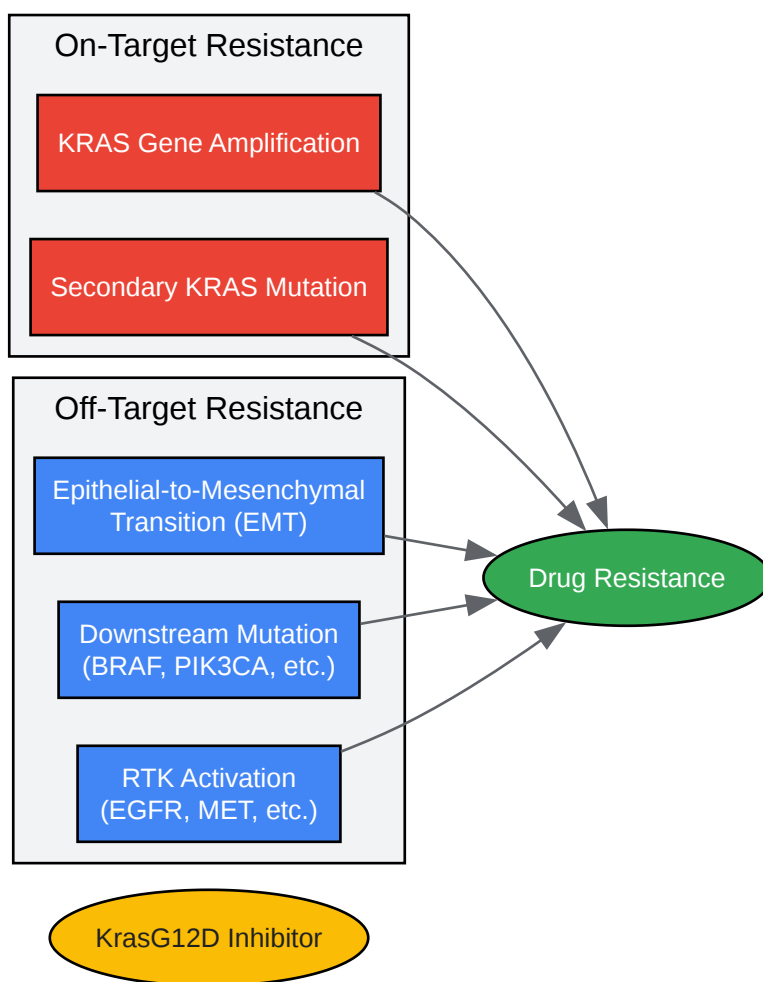 On-Target Resistance
KRAS Gene Amplification
Secondary KRAS Mutation
Off-Target Resistance
Epithelial-to-Mesenchymal
Transition (EMT)
Downstream Mutation
(BRAF, PIK3CA, etc.)
RTK Activation
(EGFR, MET, etc.)
Drug Resistance
KrasG12D Inhibitor